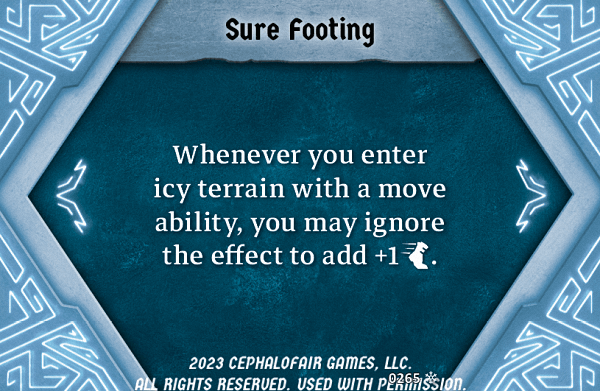 Sure Footing
Whenever you enter
icy terrain with a move
ability, you may ignore
the effect to add +1.
2023 CEPHALOFAIR GAMES, LLC.
ALL RIGHTS RESERVED. USED WITH PERMISSION.
0265